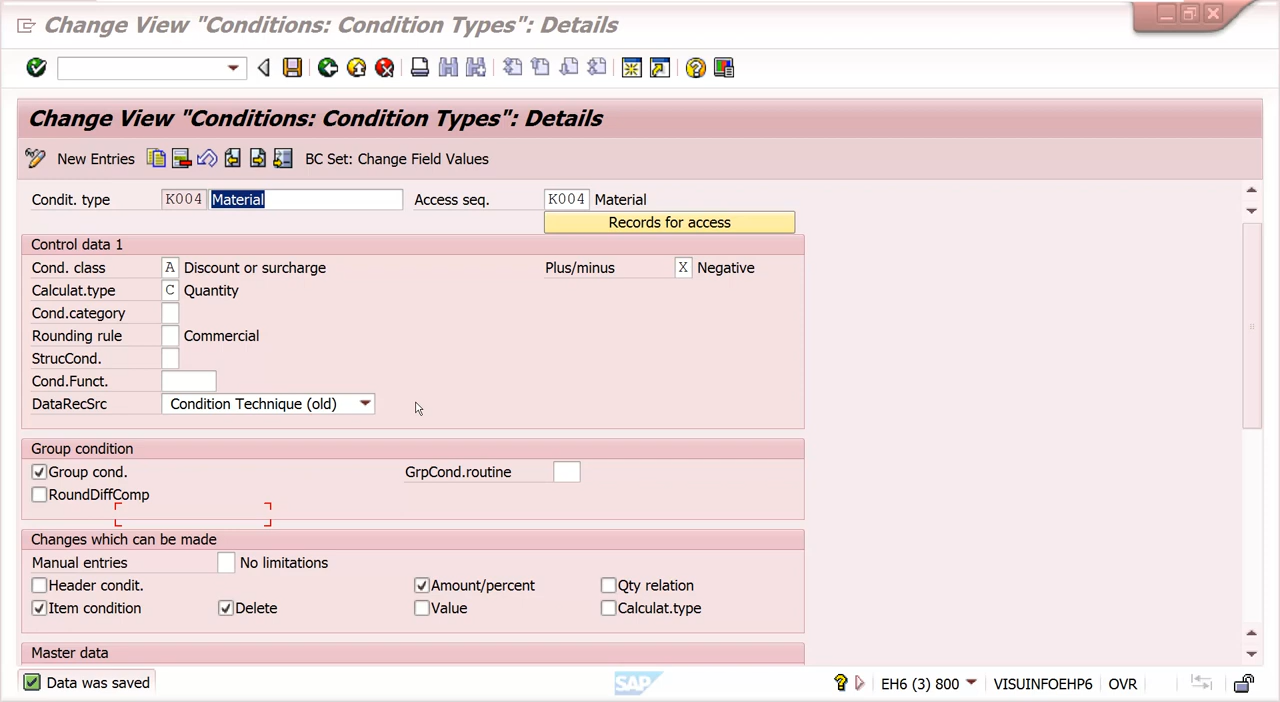 Change View "Conditions: Condition Types": Details
Change View "Conditions: Condition Types": Details
New Entries BC Set: Change Field Values
Condit. type K004 Material Access seq. K004 Material
Records for access
Control data 1
Cond. class A Discount or surcharge Plus/minus X Negative
Calculat.type C Quantity
Cond.category
Rounding rule Commercial
StrucCond.
Cond.Funct.
DataRecSrc Condition Technique (old)
Group condition
Group cond. GrpCond.routine
RoundDiffComp
Changes which can be made
Manual entries No limitations
Header condit. Amount/percent Qty relation
Item condition Delete Value Calculat.type
Master data
Data was saved SAP EH6 (3) 800 VISUINFOEHP6 OVR